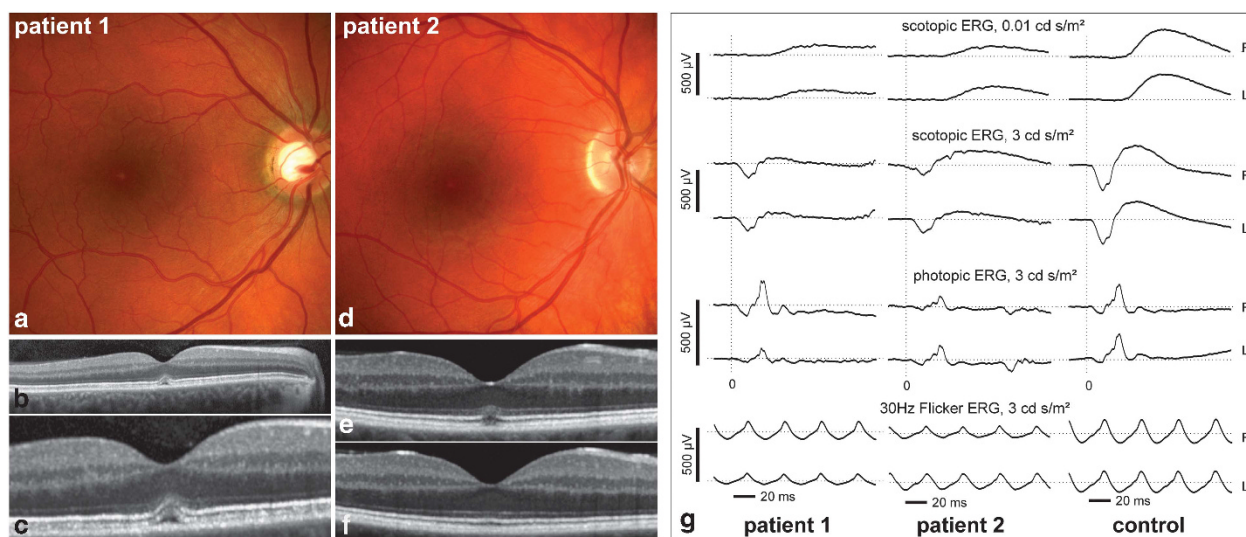 patient 1
a
b
c
patient 2
d
e
f
scotopic ERG, 0.01 cd s/m²
500 µV
L
scotopic ERG, 3 cd s/m²
500 µV
L
photopic ERG, 3 cd s/m²
500 µV
L
0 0 0
30Hz Flicker ERG, 3 cd s/m²
500 µV
L
20 ms 20 ms 20 ms
g
patient 1 patient 2 control